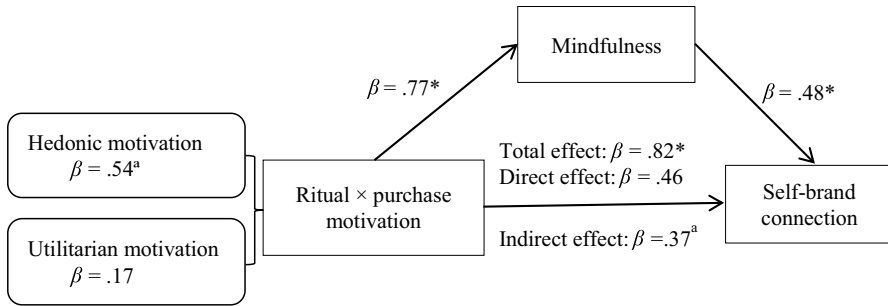 Mindfulness
β = .77*
β = .48*
Hedonic motivation
β = .54ª
Utilitarian motivation
β = .17
Ritual × purchase
motivation
Total effect: β = .82*
Direct effect: β = .46
Indirect effect: β =.37ª
Self-brand
connection